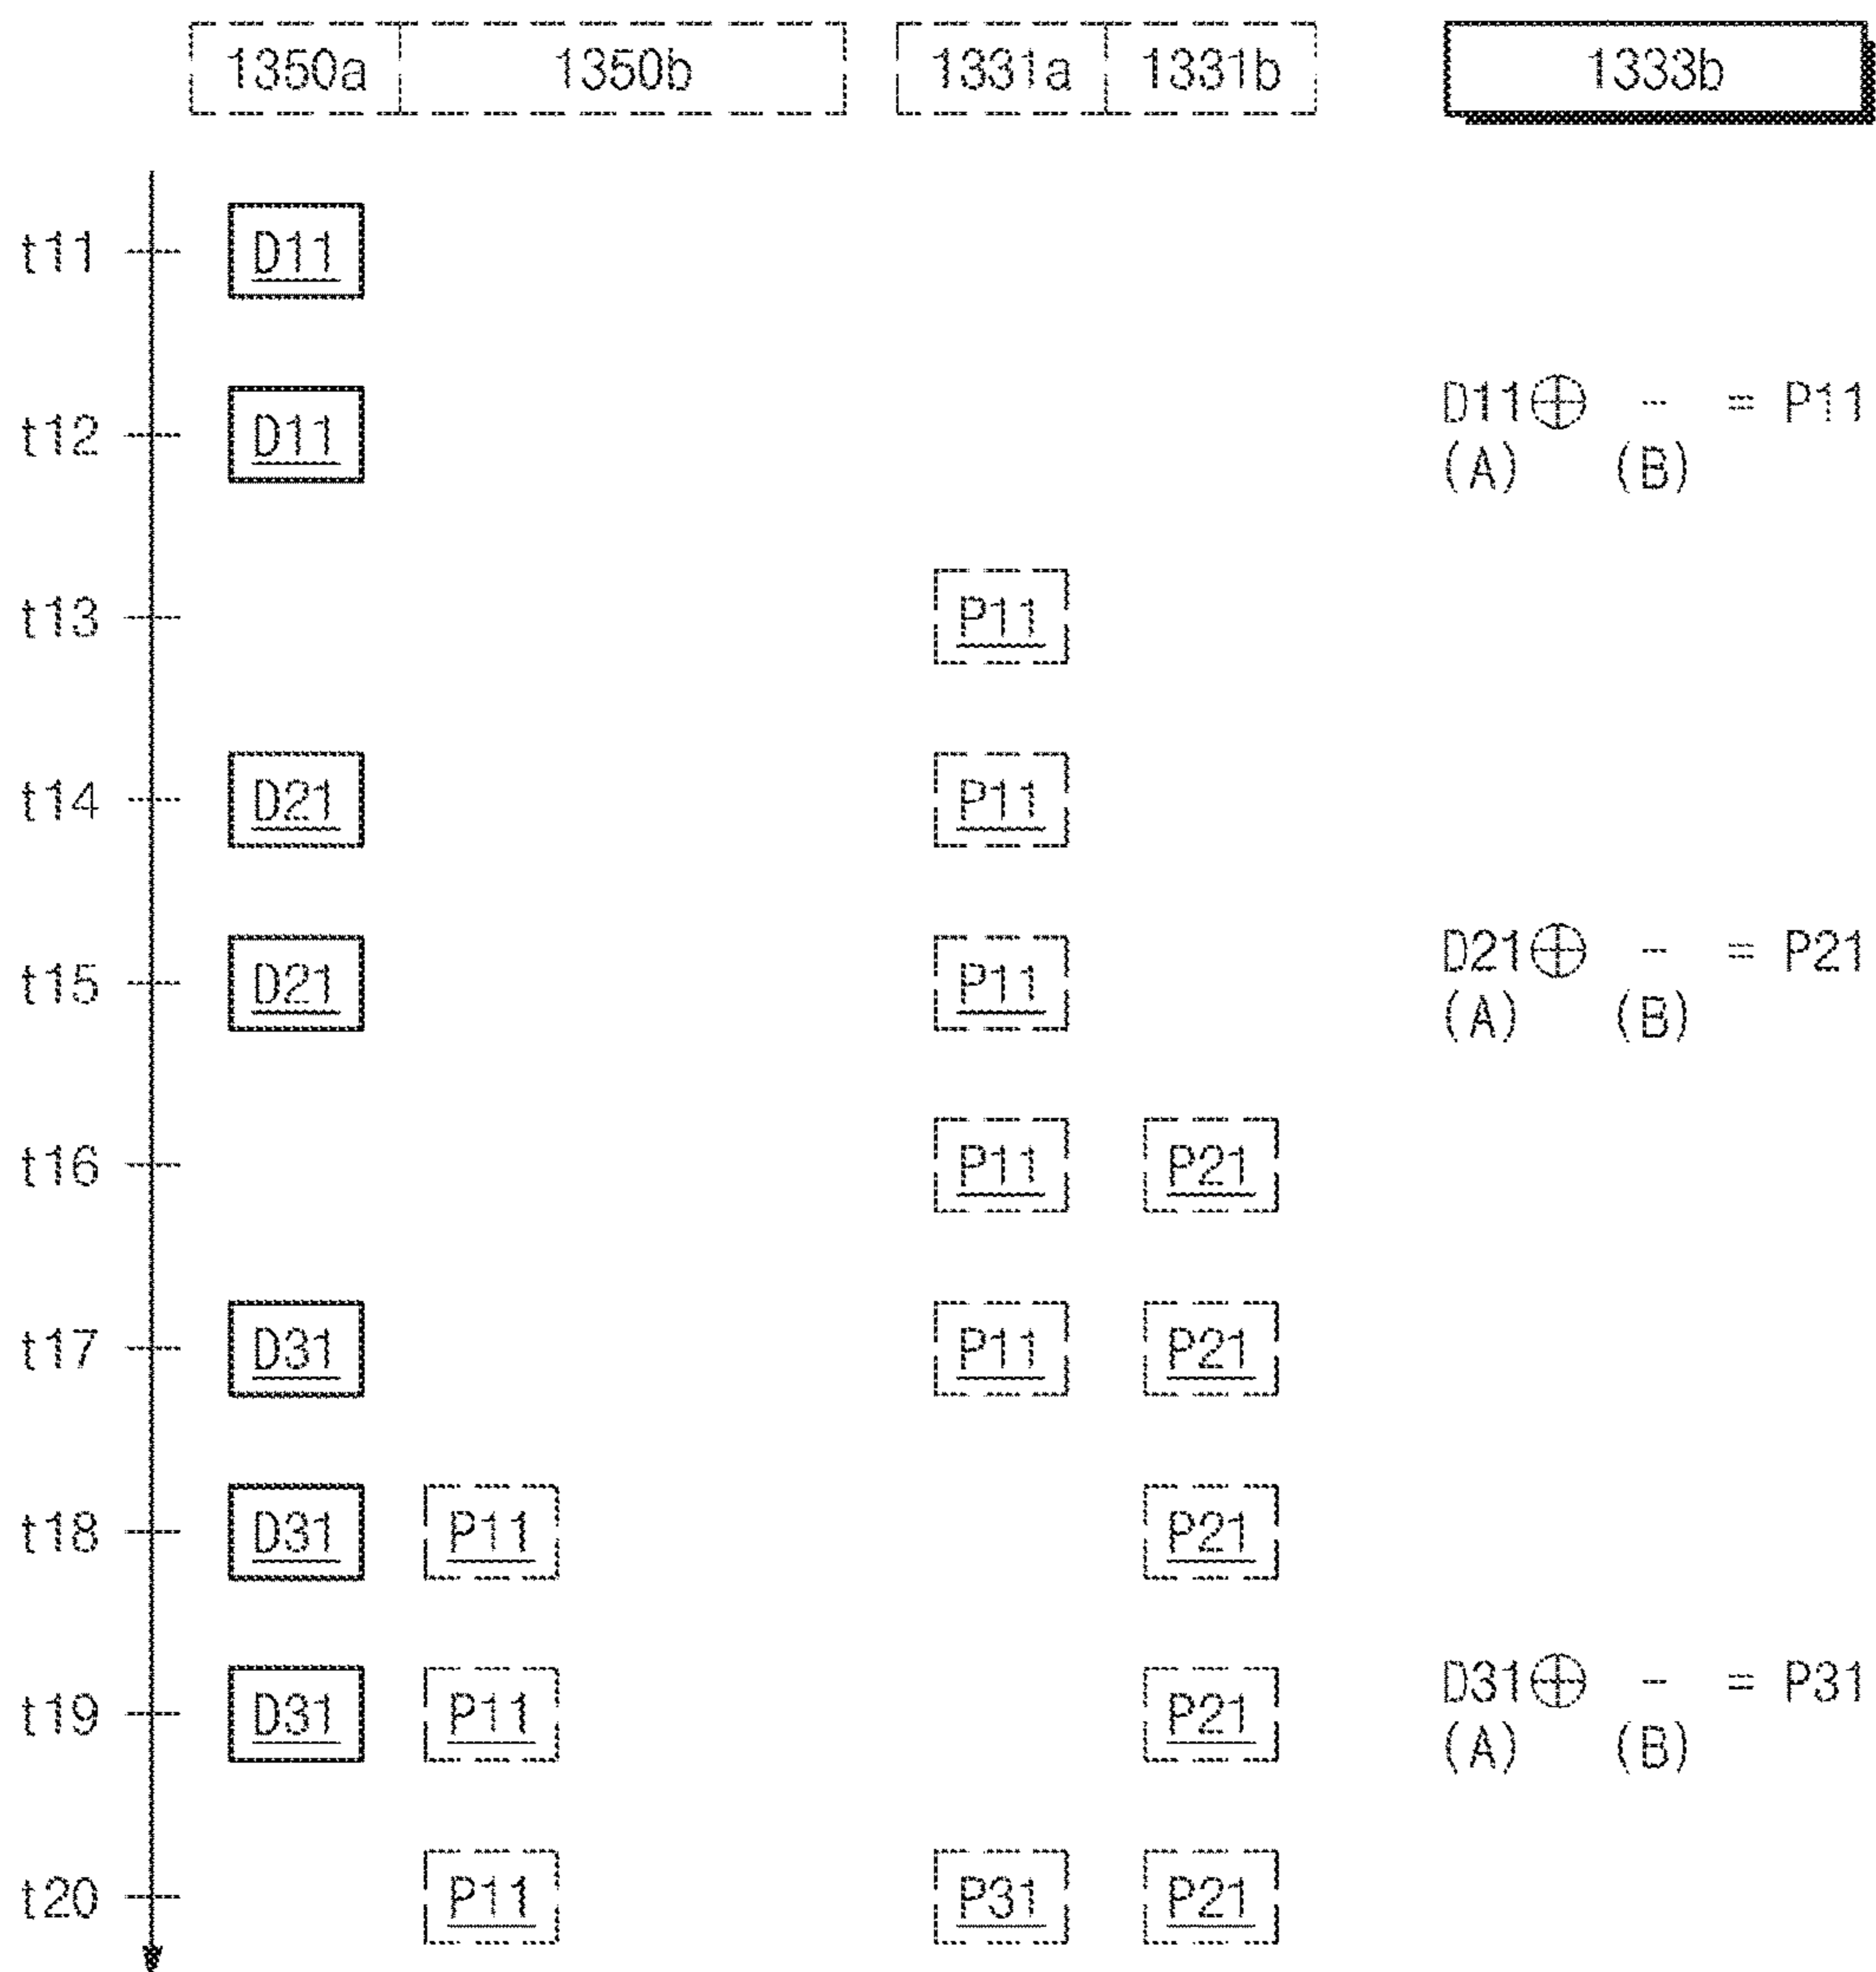 1350a 1350b 1331a 1331b 1333b
t11 D11
t12 D11 D11⊕ - = P11
(A) (B)
t13 P11
t14 D21 P11
t15 D21 P11 D21⊕ - = P21
(A) (B)
t16 P11 P21
t17 D31 P11 P21
t18 D31 P11 P21
t19 D31 P11 P21 D31⊕ - = P31
(A) (B)
t20 P11 P31 P21